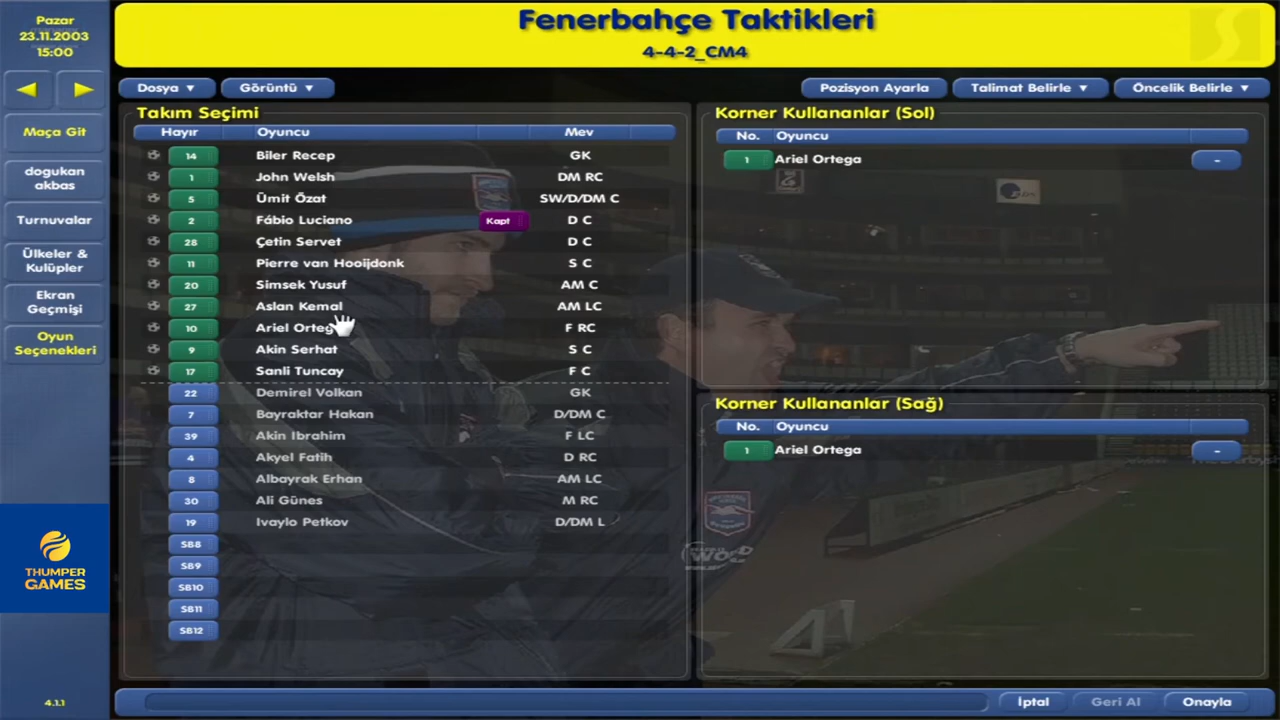 Pazar
23.11.2003
15:00
Maça Git
dogukan
akbas
Turnuvalar
Ülkeler &
Kulüpler
Ekran
Geçmişi
Oyun
Seçenekleri
THUMPER
GAMES
4.1.1
Fenerbahçe Taktikleri
4-4-2_CM4
Dosya
Görüntü
Pozisyon Ayarla
Talimat Belirle
Öncelik Belirle
Takım Seçimi
Hayır Oyuncu Mev
14 Biler Recep GK
1 John Welsh DM RC
5 Ümit Özat SW/D/DM C
2 Fábio Luciano Kapt D C
28 Çetin Servet D C
11 Pierre van Hooijdonk S C
20 Simsek Yusuf AM C
27 Aslan Kemal AM LC
10 Ariel Orteg F RC
9 Akin Serhat S C
17 Sanli Tuncay F C
22 Demirel Volkan GK
7 Bayraktar Hakan D/DM C
39 Akin Ibrahim F LC
4 Akyel Fatih D RC
8 Albayrak Erhan AM LC
30 Ali Günes M RC
19 Ivaylo Petkov D/DM L
SB8
SB9
SB10
SB11
SB12
Korner Kullananlar (Sol)
No. Oyuncu
1 Ariel Ortega -
Korner Kullananlar (Sağ)
No. Oyuncu
1 Ariel Ortega -
İptal
Geri Al
Onayla